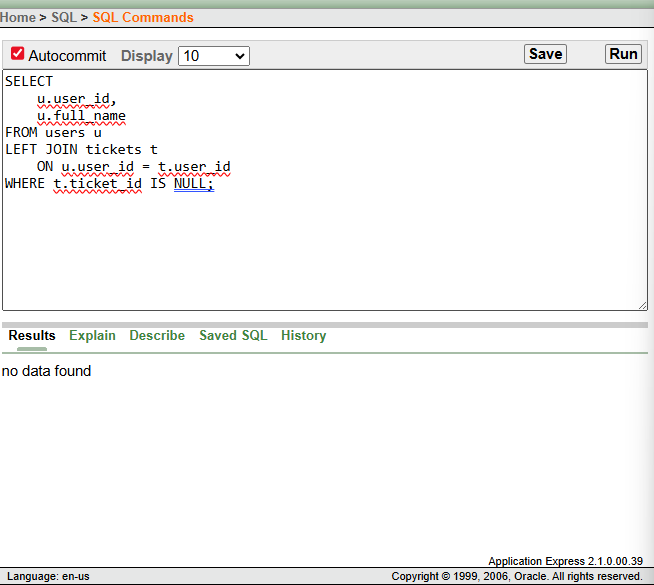 Home > SQL > SQL Commands
Autocommit Display 10 Save Run
SELECT
    u.user_id,
    u.full_name
FROM users u
LEFT JOIN tickets t
    ON u.user_id = t.user_id
WHERE t.ticket_id IS NULL;
Results Explain Describe Saved SQL History
no data found
Application Express 2.1.0.00.39
Language: en-us Copyright © 1999, 2006, Oracle. All rights reserved.